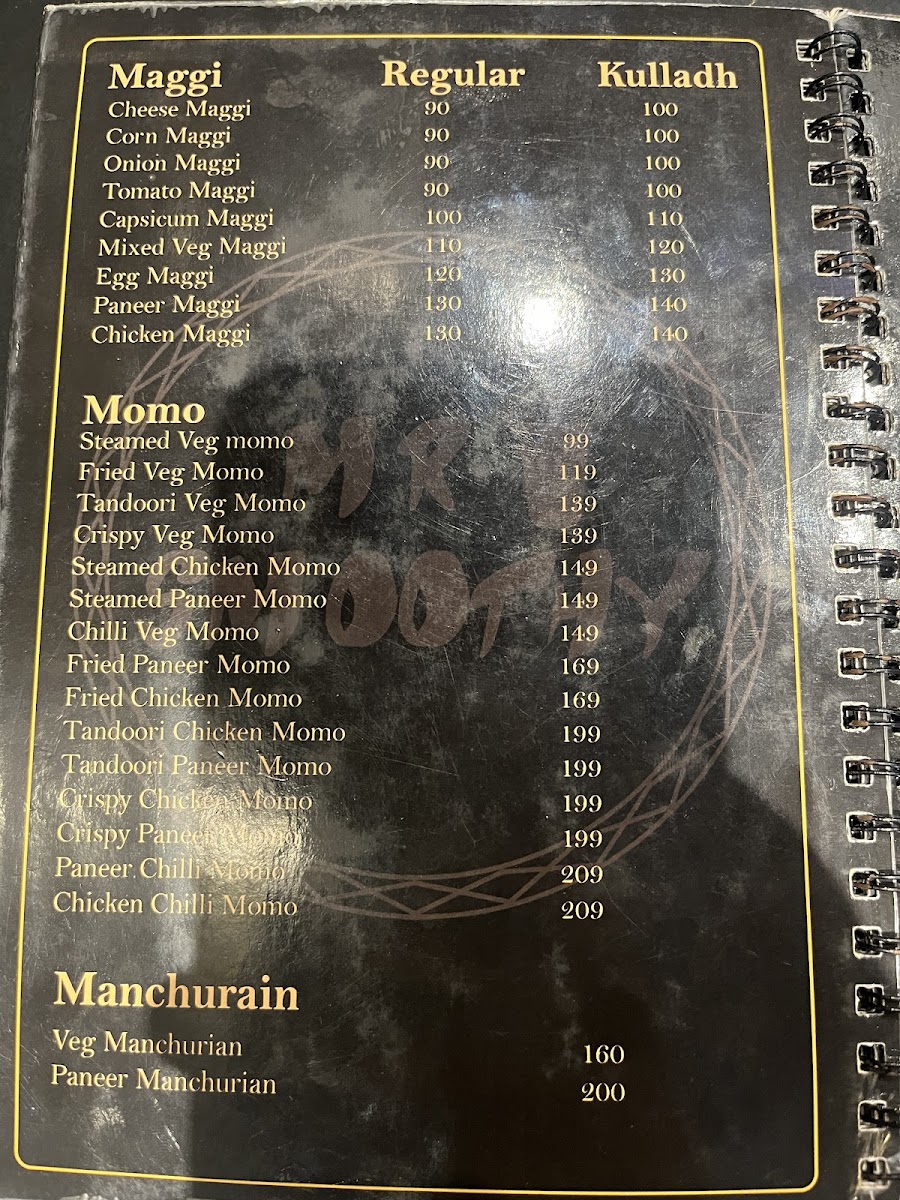 Maggi Regular Kulladh
Cheese Maggi 90 100
Corn Maggi 90 100
Onion Maggi 90 100
Tomato Maggi 90 100
Capsicum Maggi 100 110
Mixed Veg Maggi 110 120
Egg Maggi 120 130
Paneer Maggi 130 140
Chicken Maggi 130 140
Momo
Steamed Veg momo 99
Fried Veg Momo 119
Tandoori Veg Momo 139
Crispy Veg Momo 139
Steamed Chicken Momo 149
Steamed Paneer Momo 149
Chilli Veg Momo 149
Fried Paneer Momo 169
Fried Chicken Momo 169
Tandoori Chicken Momo 199
Tandoori Paneer Momo 199
Crispy Chicken Momo 199
Crispy Paneer Momo 199
Paneer Chilli Momo 209
Chicken Chilli Momo 209
Manchurain
Veg Manchurian 160
Paneer Manchurian 200
MR